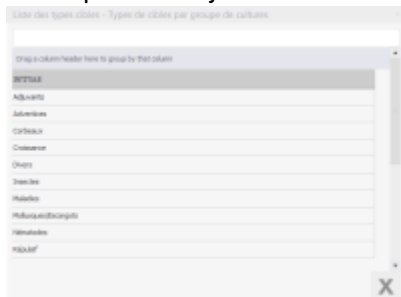 Liste des types cibles - Types de cibles par groupe de cultures
Drag a column header here to group by that column
INTITULE
Adjuvants
Adventices
Corbeaux
Croissance
Divers
Insectes
Maladies
Mollusques/Escargots
Nématodes
Répulsif
X